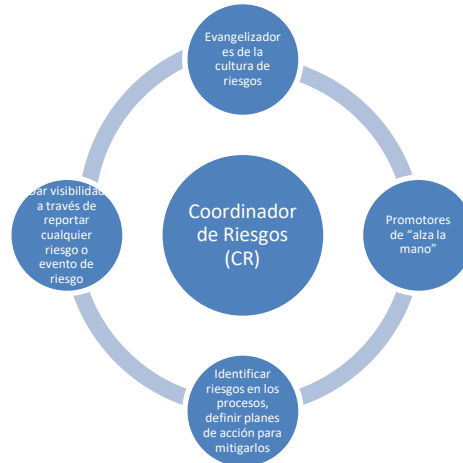 Evangelizador
es de la
cultura de
riesgos
Dar visibilidad
a través de
reportar
cualquier
riesgo o
evento de
riesgo
Coordinador
de Riesgos
(CR)
Promotores
de “alza la
mano”
Identificar
riesgos en los
procesos,
definir planes
de acción para
mitigarlos